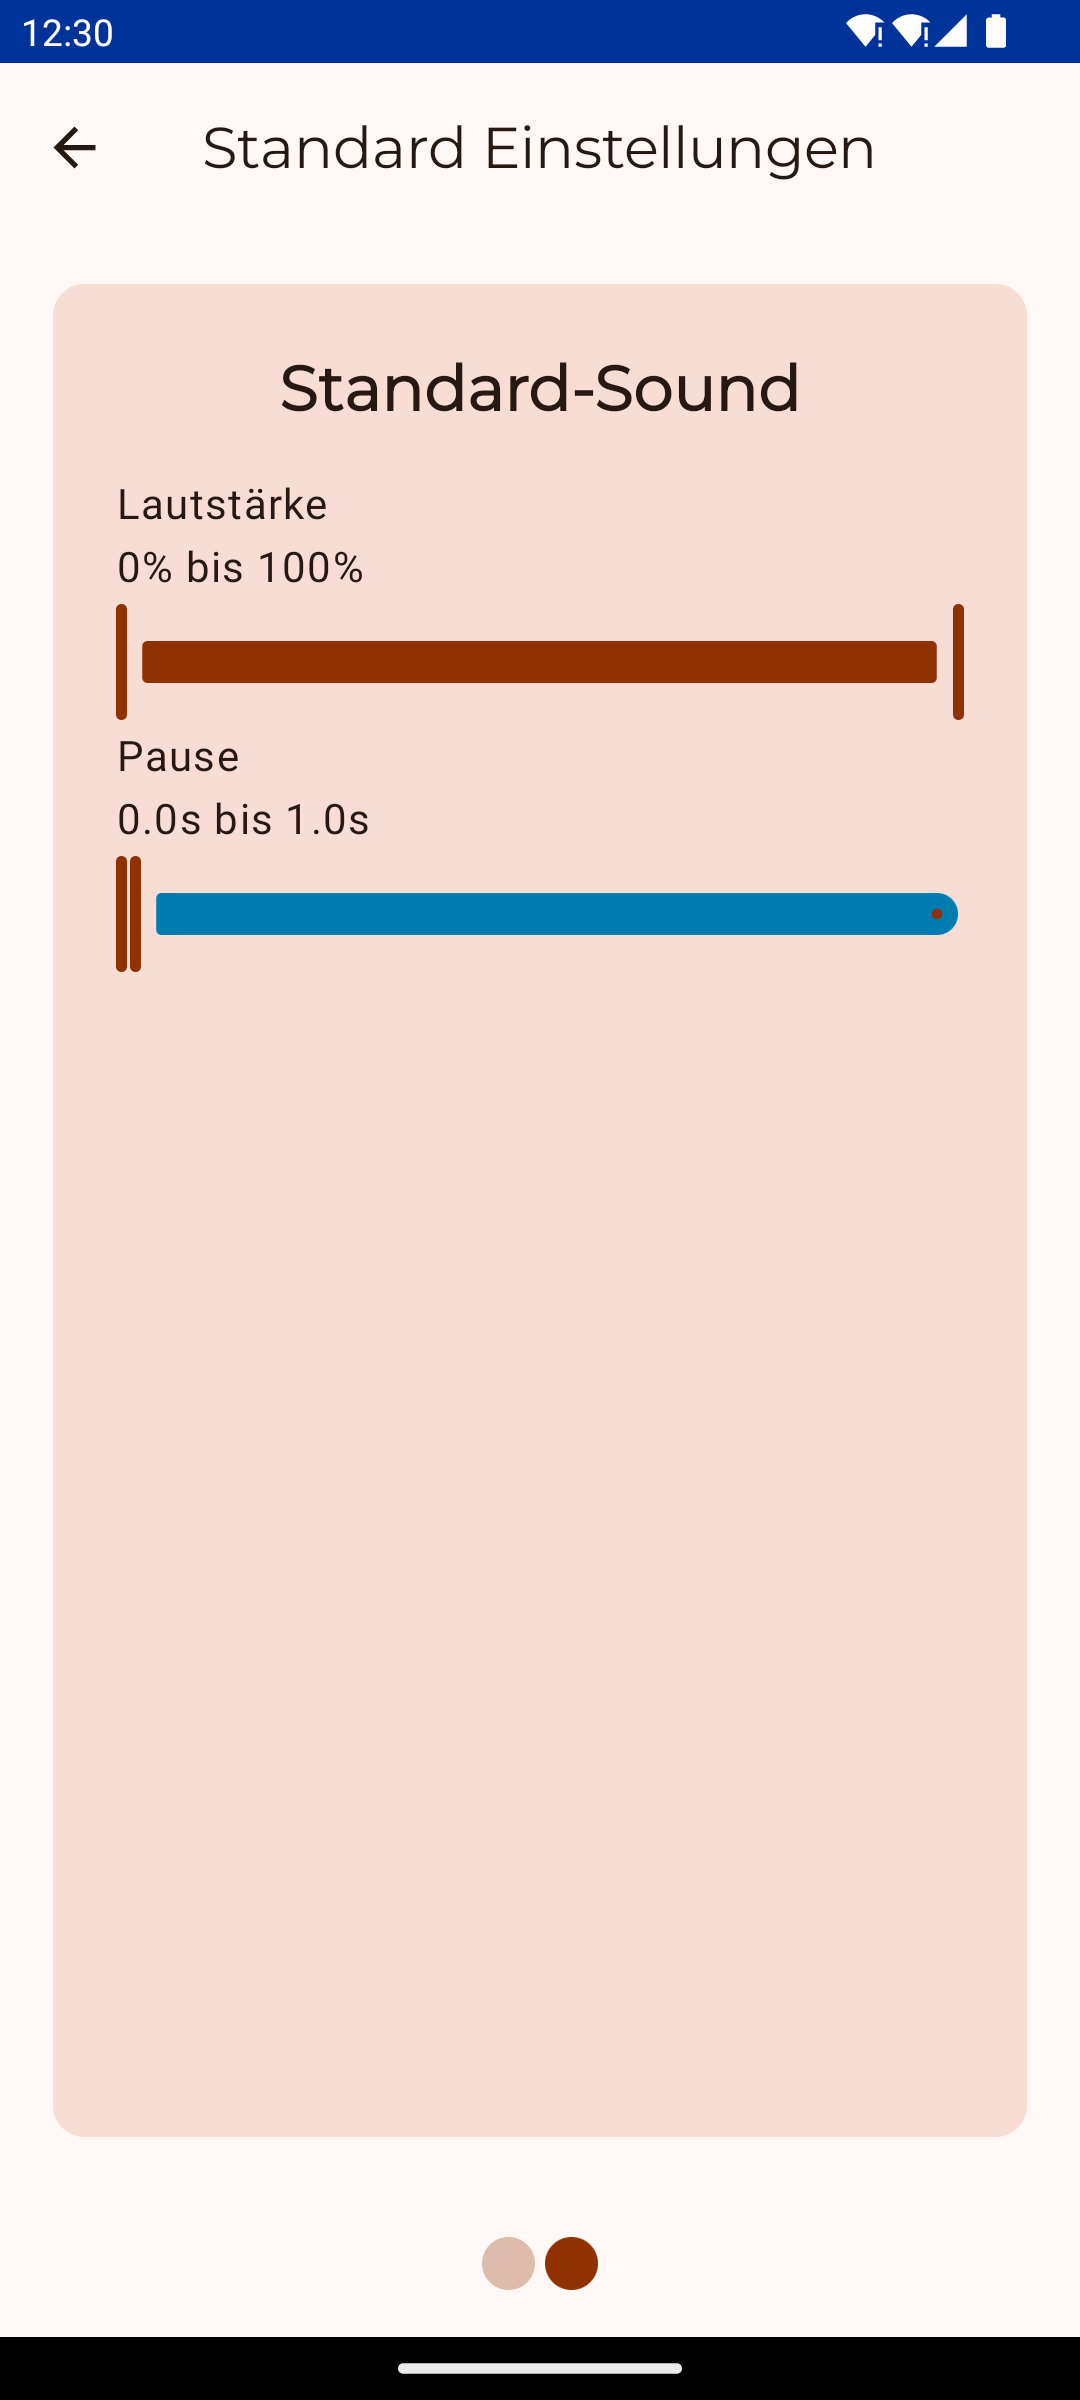 12:30
Standard Einstellungen
Standard-Sound
Lautstärke
0% bis 100%
Pause
0.0s bis 1.0s